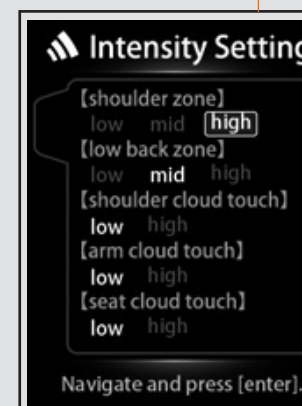 Intensity Setting
【shoulder zone】
low mid high
【low back zone】
low mid high
【shoulder cloud touch】
low high
【arm cloud touch】
low high
【seat cloud touch】
low high
Navigate and press [enter].